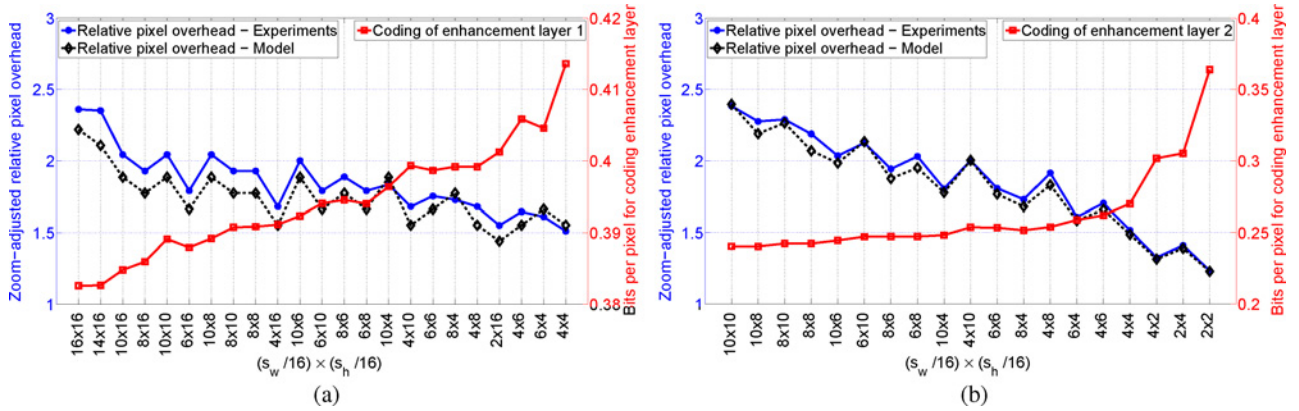 Relative pixel overhead – Experiments
Relative pixel overhead – Model
Coding of enhancement layer 1
Zoom-adjusted relative pixel overhead
3
2.5
2
1.5
1
0.42
0.41
0.4
0.39
0.38
Bits per pixel for coding enhancement layer
16x16 14x16 10x16 8x16 10x10 6x16 10x8 8x10 8x8 4x16 10x6 6x10 8x6 6x8 10x4 4x10 6x6 8x4 4x8 2x16 4x6 6x4 4x4
(s_w /16) × (s_h /16)
(a)
Relative pixel overhead – Experiments
Relative pixel overhead – Model
Coding of enhancement layer 2
Zoom-adjusted relative pixel overhead
3
2.5
2
1.5
1
0.4
0.35
0.3
0.25
0.2
Bits per pixel for coding enhancement layer
10x10 10x8 8x10 8x8 10x6 6x10 8x6 6x8 10x4 4x10 6x6 8x4 4x8 6x4 4x6 4x4 4x2 2x4 2x2
(s_w /16) × (s_h /16)
(b)